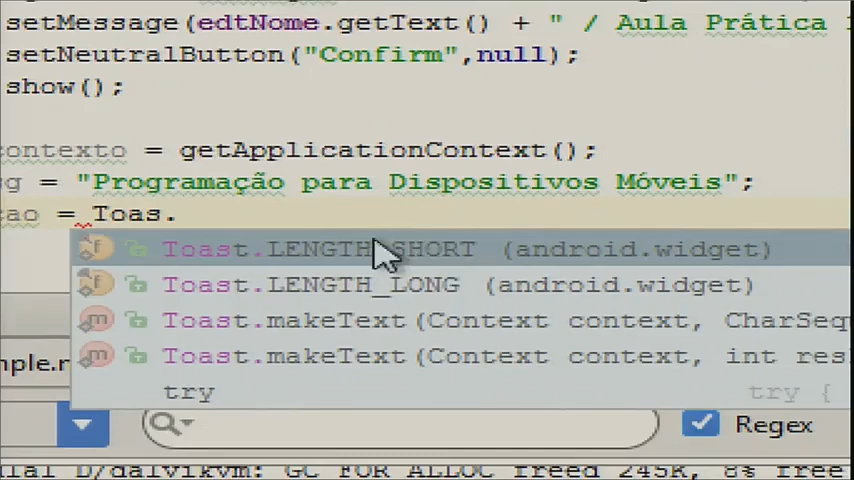 setMessage(edtNome.getText() + " / Aula Prática
setNeutralButton("Confirm",null);
show();
contexto = getApplicationContext();
g = "Programação para Dispositivos Móveis";
cao = Toas.
Toast.LENGTH_SHORT (android.widget)
Toast.LENGTH_LONG (android.widget)
Toast.makeText(Context context, CharSequ
Toast.makeText(Context context, int res
try try {
mple.
Regex
D/dalvikvm: GC_FOR_ALLOC freed 245K, 8% free